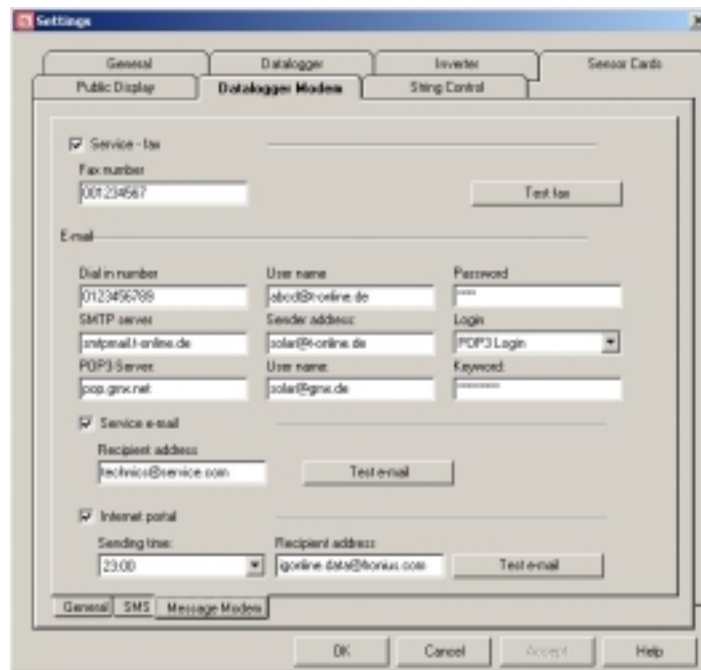 Settings
General Datalogger Inverter Sensor Cards
Public Display Datalogger Modem String Control
Service - fax
Fax number
001234567 Test fax
E-mail
Dial in number User name Password
0123456789 abcd@t-online.de ****
SMTP server Sender address: Login
smtpmail.t-online.de solar@t-online.de POP3 Login
POP3-Server: User name: Keyword:
pop.gmx.net solar@gmx.de
Service e-mail
Recipient address
technics@service.com Test e-mail
Internet portal
Sending time: Recipient address
23:00 igonline.data@fronius.com Test e-mail
General SMS Message Modem
OK Cancel Accept Help